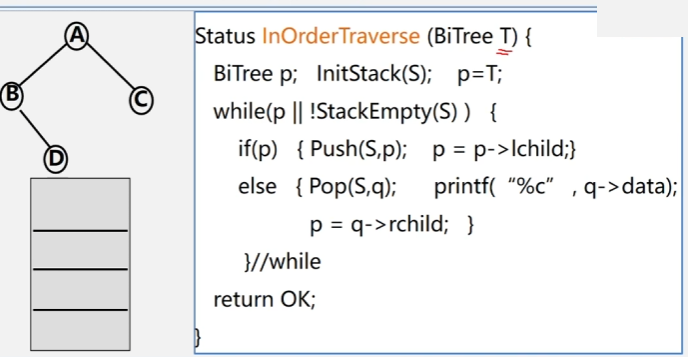 A
B
C
D
Status InOrderTraverse (BiTree T) {
BiTree p; InitStack(S); p=T;
while(p || !StackEmpty(S) ) {
if(p) { Push(S,p); p = p->lchild;}
else { Pop(S,q); printf( “%c” , q->data);
p = q->rchild; }
}//while
return OK;
}